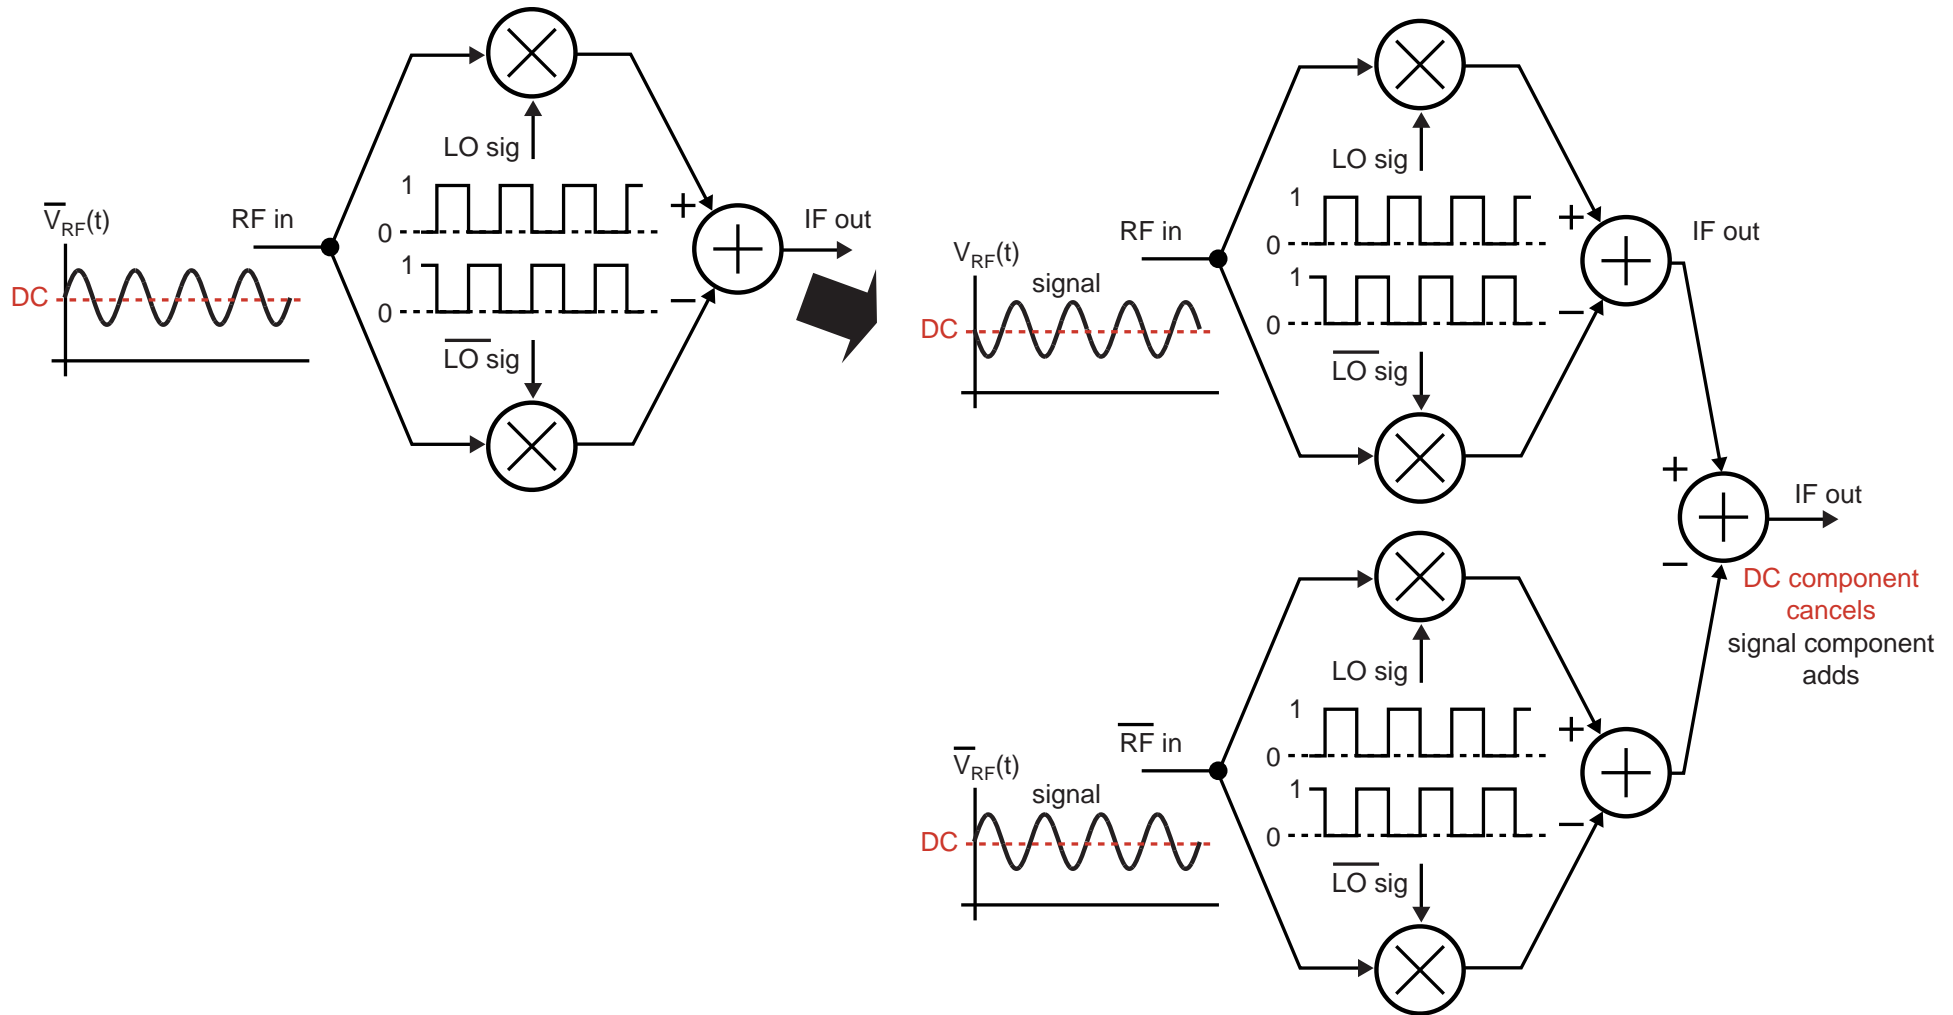 LO sig
1
V̅RF(t)
RF in
+
IF out
0
1
DC
−
0
L̅O̅ sig
LO sig
1
+
IF out
VRF(t)
RF in
0
signal
1
DC
−
0
L̅O̅ sig
+
IF out
−
DC component
cancels
signal component
adds
LO sig
1
R̅F̅ in
+
V̅RF(t)
0
signal
1
DC
−
0
L̅O̅ sig